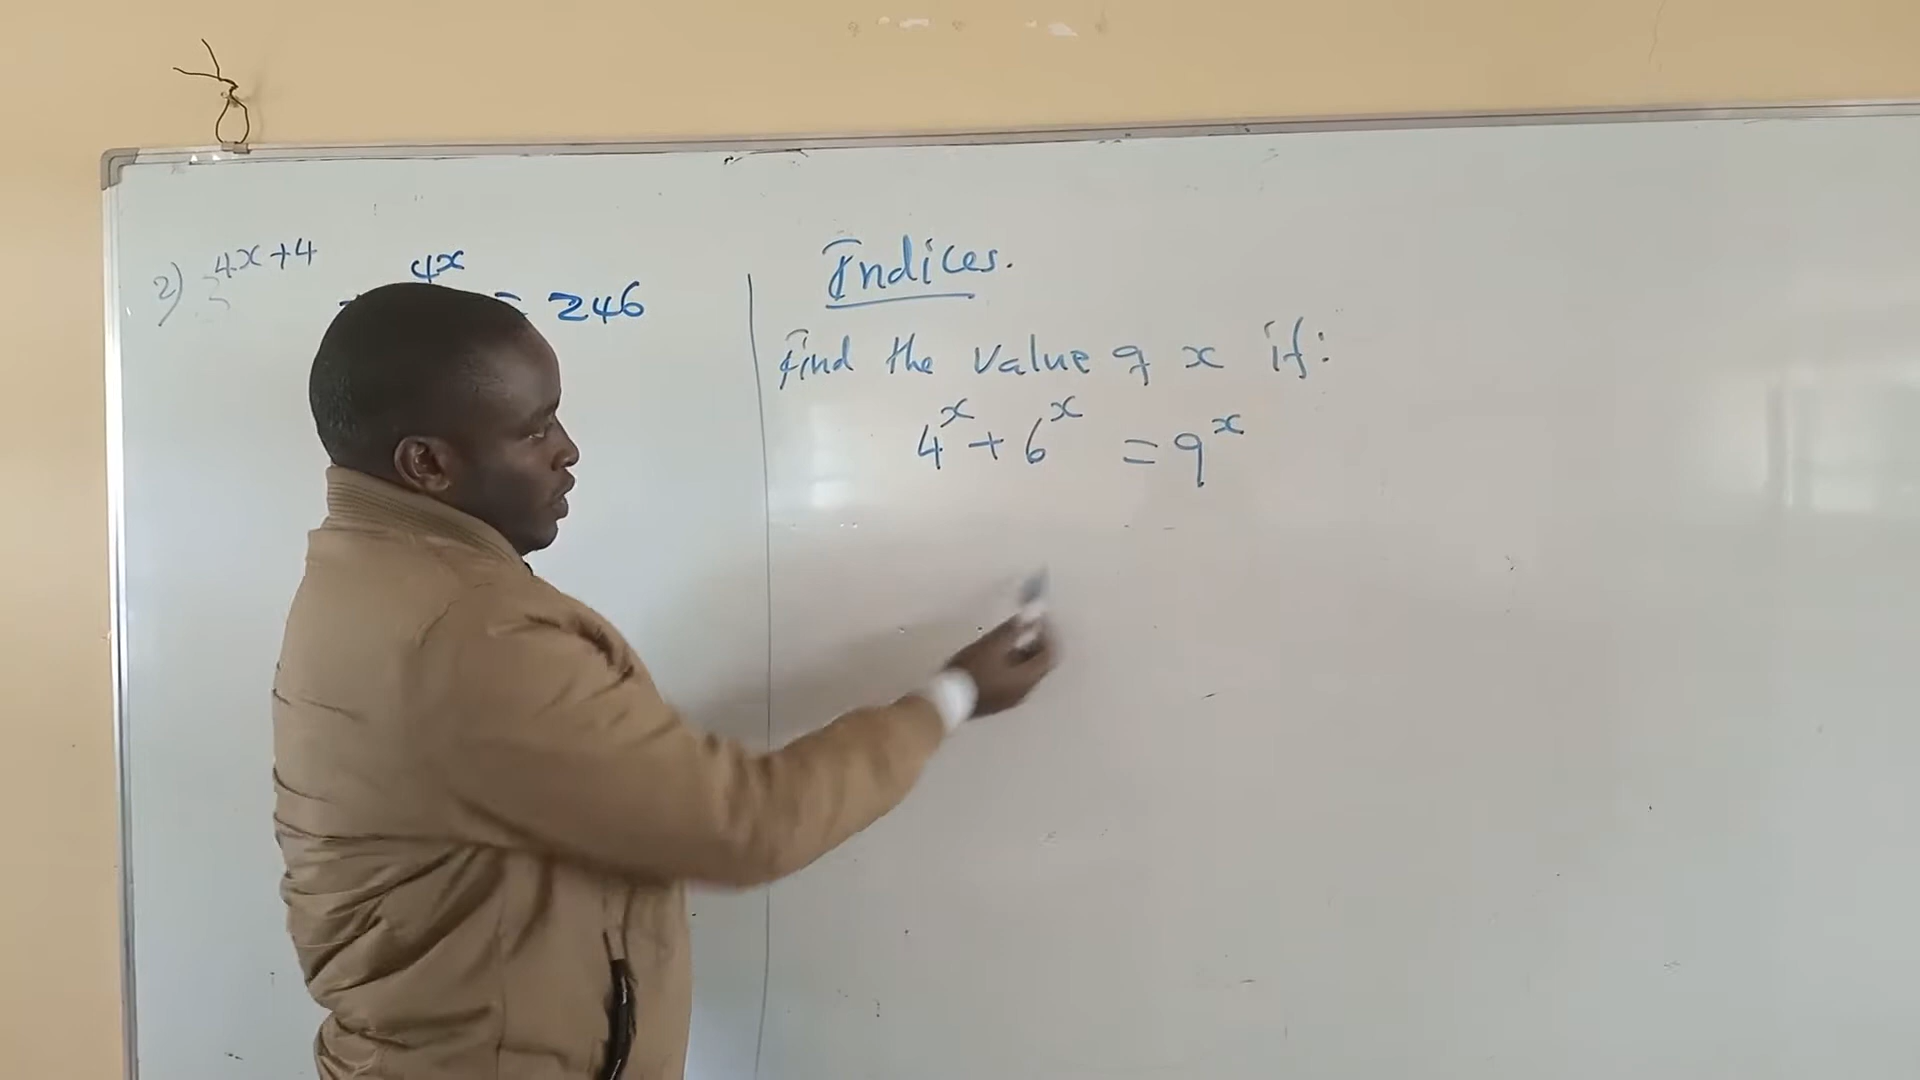 2) 4x+4
4x = 246
Indices.
Find the value of x if:
4^x + 6^x = 9^x